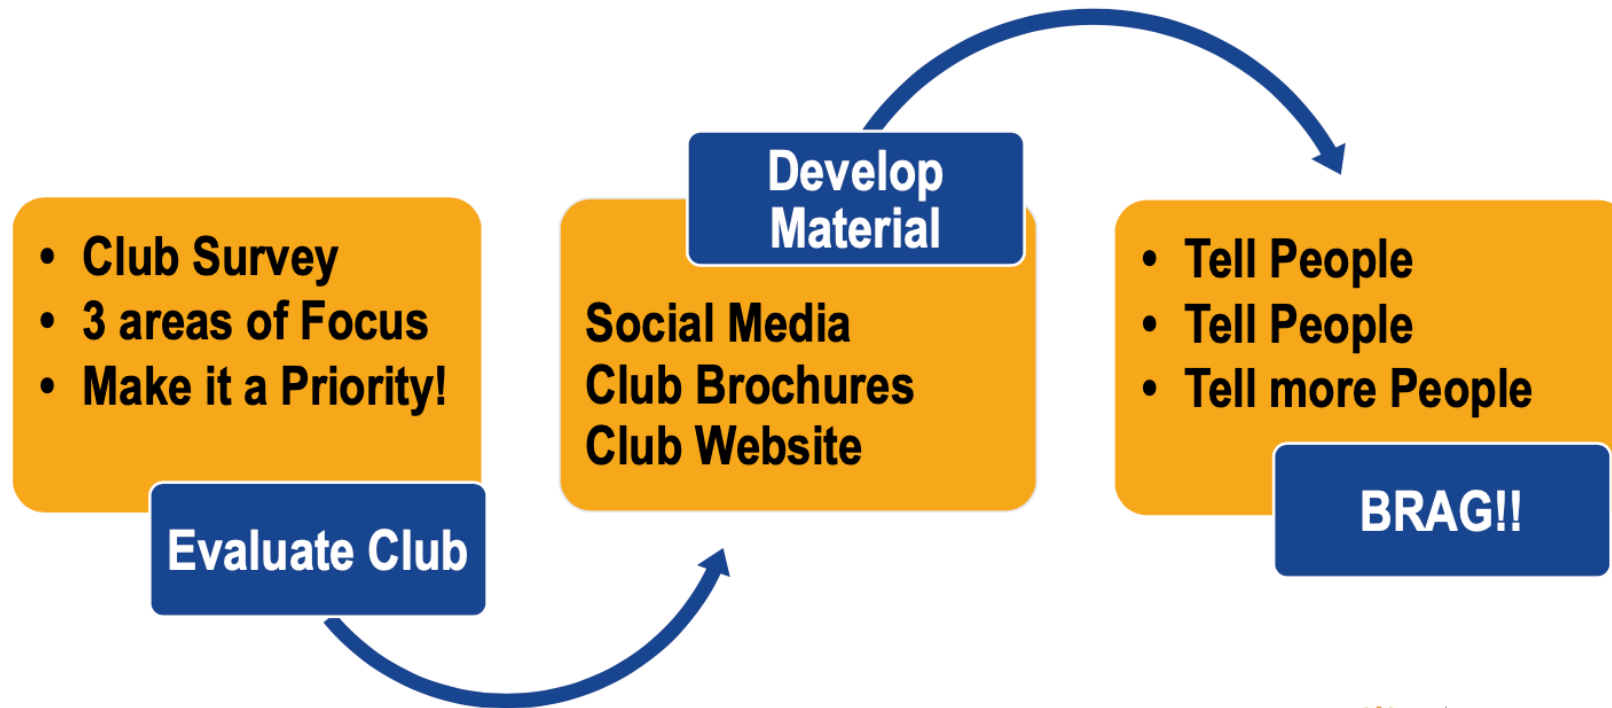 • Club Survey
• 3 areas of Focus
• Make it a Priority!
Evaluate Club
Develop
Material
Social Media
Club Brochures
Club Website
• Tell People
• Tell People
• Tell more People
BRAG!!